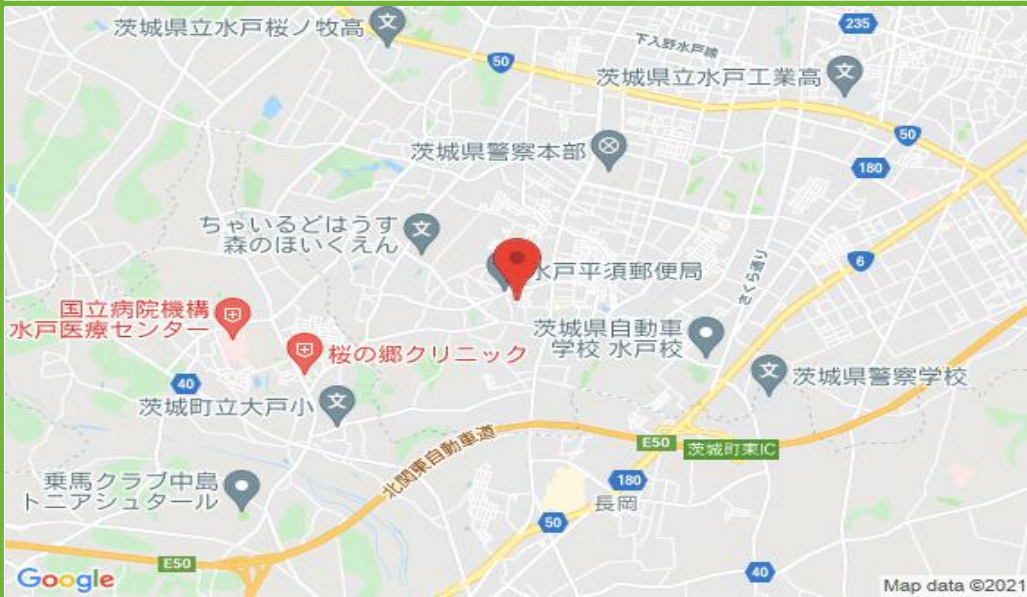 茨城県立水戸桜ノ牧高
235
下入野水戸線
50
茨城県立水戸工業高
50
茨城県警察本部
180
ちゃいるどはうす
森のほいくえん
水戸平須郵便局
さくら通り
6
国立病院機構
水戸医療センター
茨城県自動車
学校 水戸校
桜の郷クリニック
茨城県警察学校
40
茨城町立大戸小
北関東自動車道
E50
茨城町東IC
乗馬クラブ中島
トニアシュタール
180
長岡
50
E50
40
Google
Map data ©2021